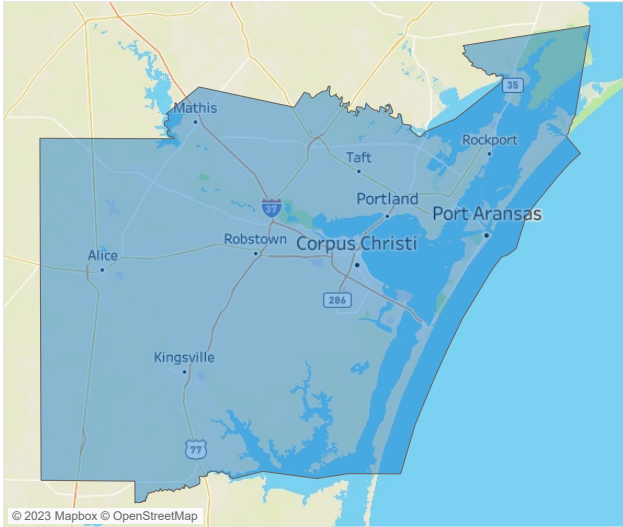 35
Mathis
Rockport
Taft
Portland
37
Port Aransas
Robstown
Corpus Christi
Alice
286
Kingsville
77
© 2023 Mapbox © OpenStreetMap